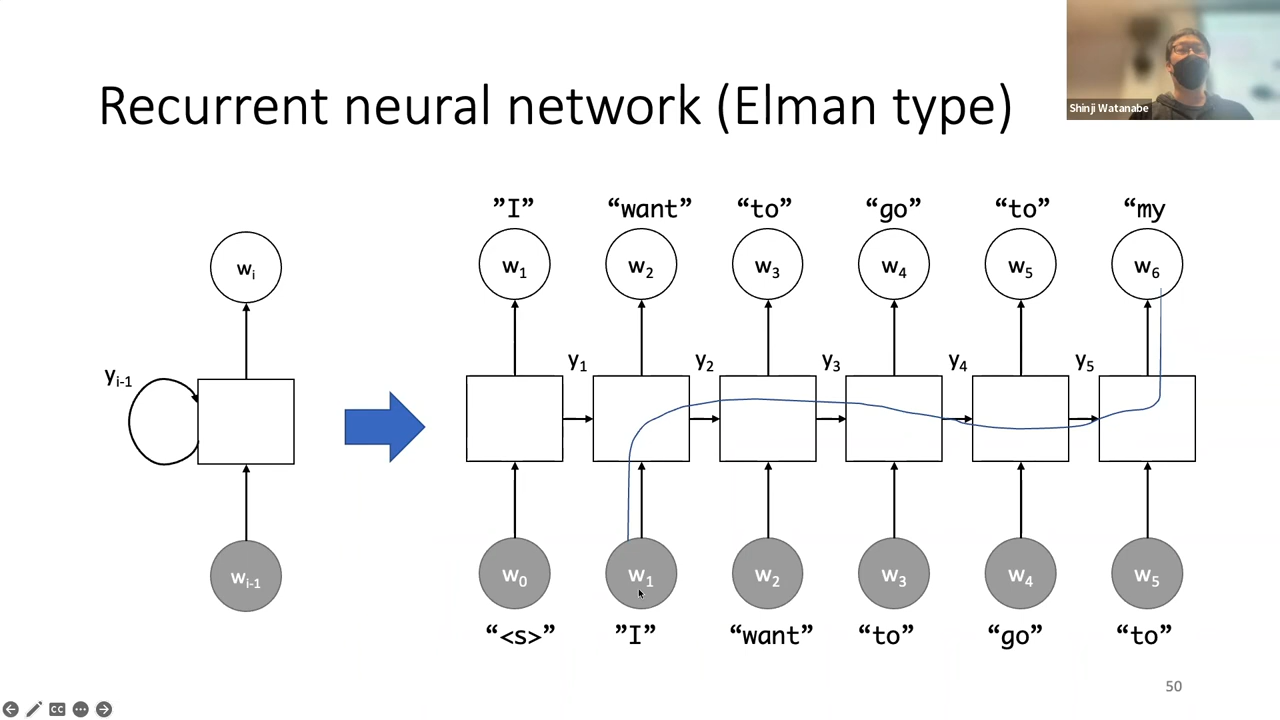 Shinji Watanabe
Recurrent neural network (Elman type)
”I” “want” “to” “go” “to” “my
wi w1 w2 w3 w4 w5 w6
yi-1 y1 y2 y3 y4 y5
wi-1 w0 w1 w2 w3 w4 w5
“<s>” ”I” “want” “to” “go” “to”
50
CC